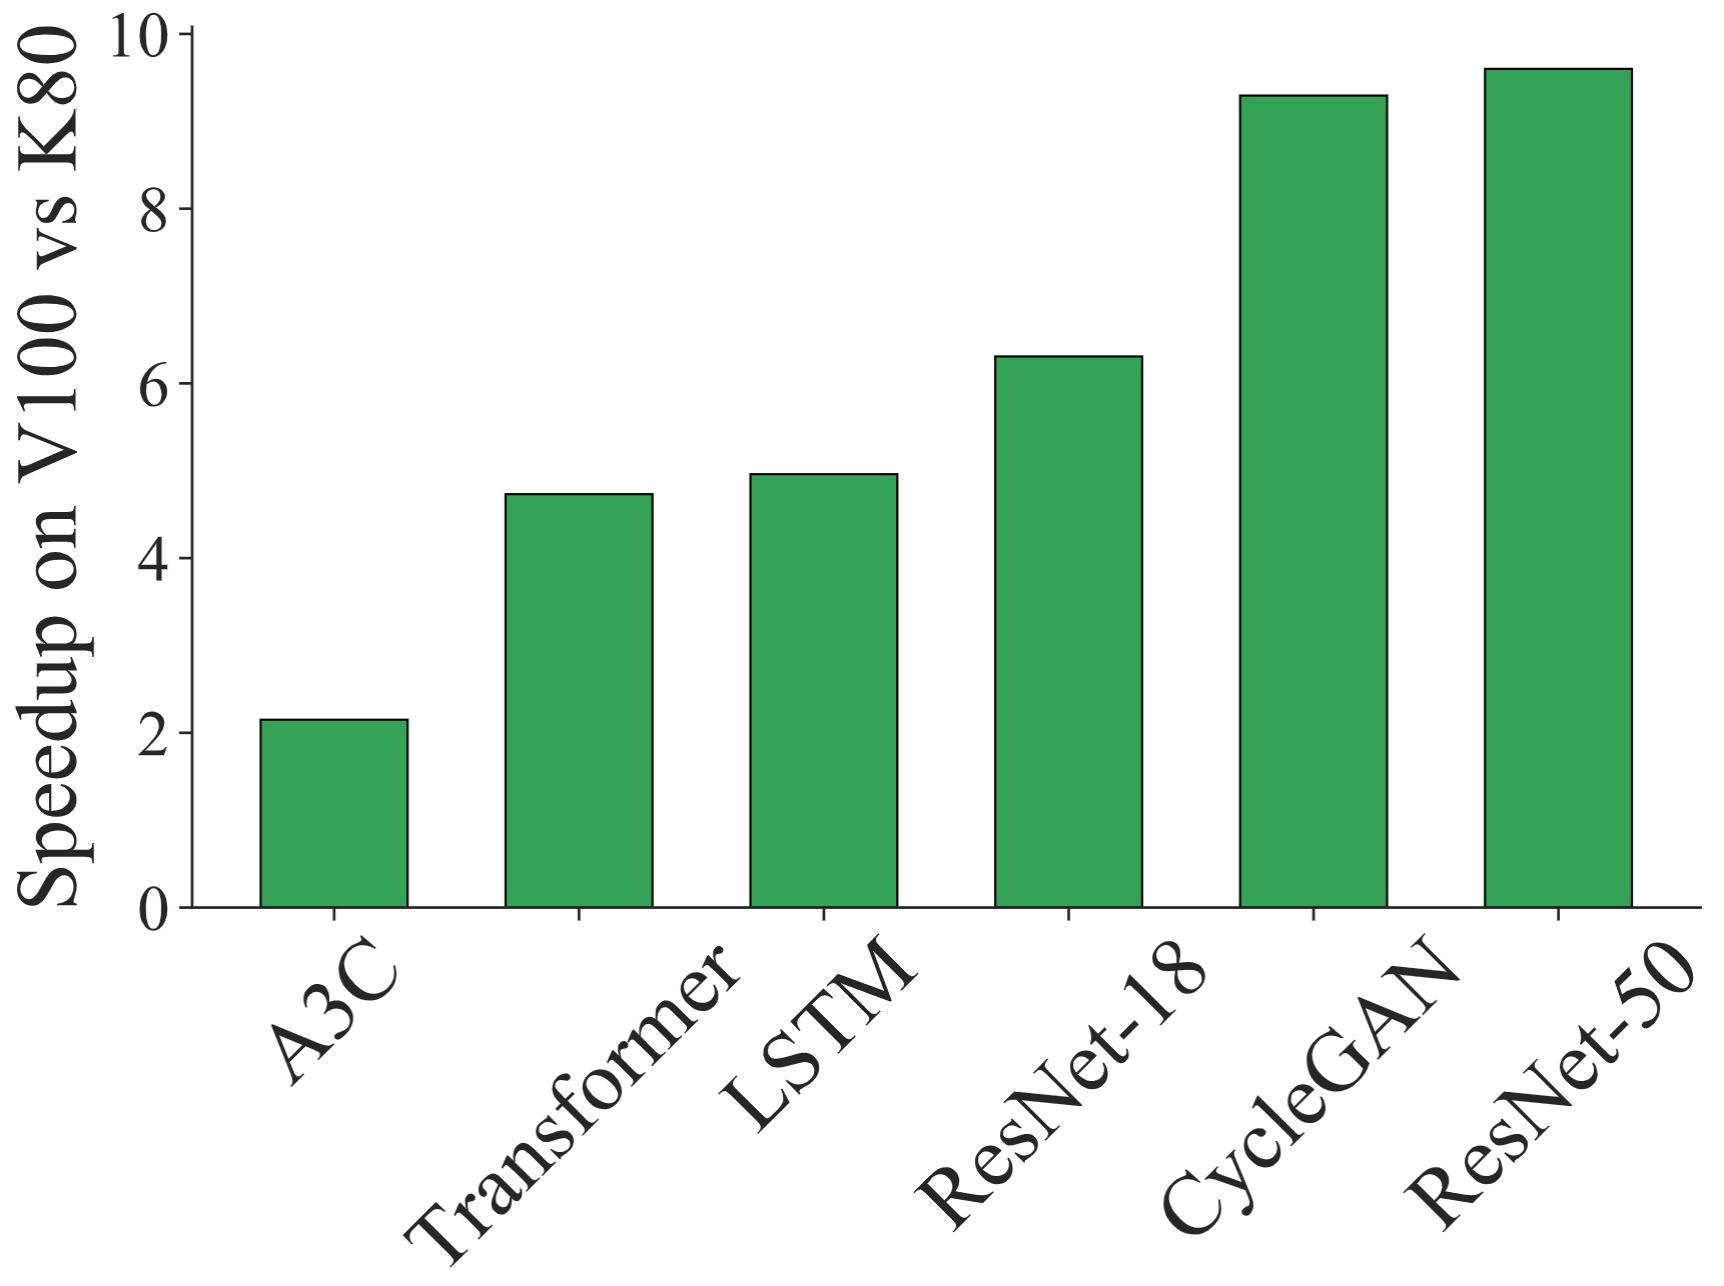 Speedup on V100 vs K80
10
8
6
4
2
0
A3C
Transformer
LSTM
ResNet-18
CycleGAN
ResNet-50